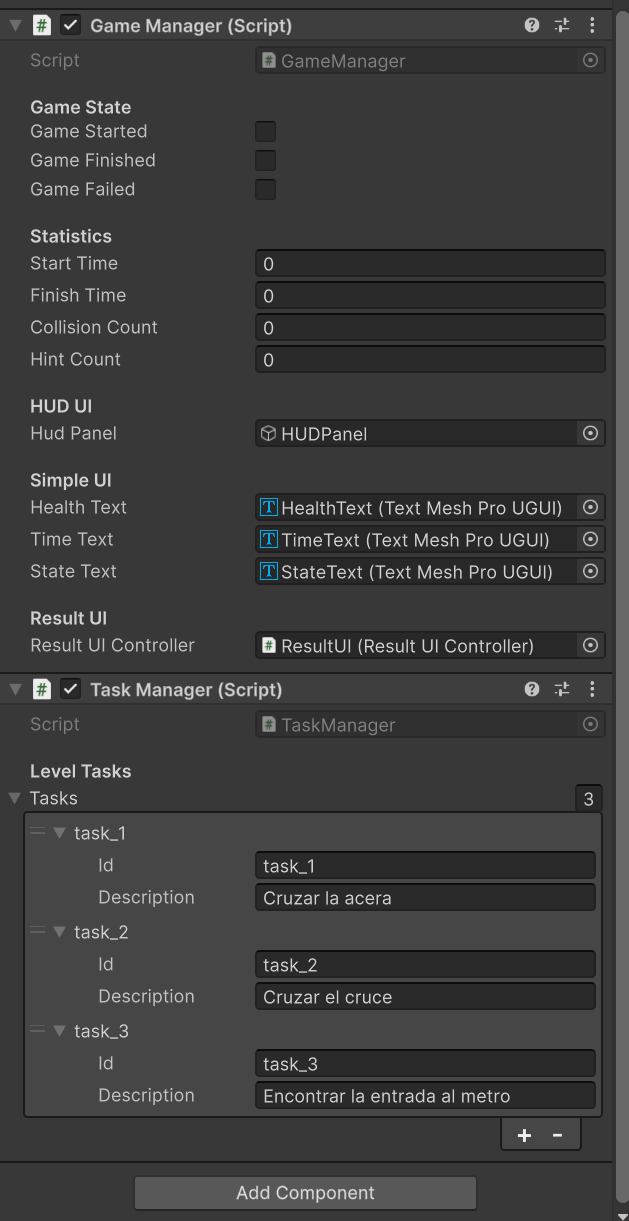 Game Manager (Script)
Script GameManager
Game State
Game Started
Game Finished
Game Failed
Statistics
Start Time 0
Finish Time 0
Collision Count 0
Hint Count 0
HUD UI
Hud Panel HUDPanel
Simple UI
Health Text HealthText (Text Mesh Pro UGUI)
Time Text TimeText (Text Mesh Pro UGUI)
State Text StateText (Text Mesh Pro UGUI)
Result UI
Result UI Controller ResultUI (Result UI Controller)
Task Manager (Script)
Script TaskManager
Level Tasks
Tasks 3
task_1
Id task_1
Description Cruzar la acera
task_2
Id task_2
Description Cruzar el cruce
task_3
Id task_3
Description Encontrar la entrada al metro
+ -
Add Component